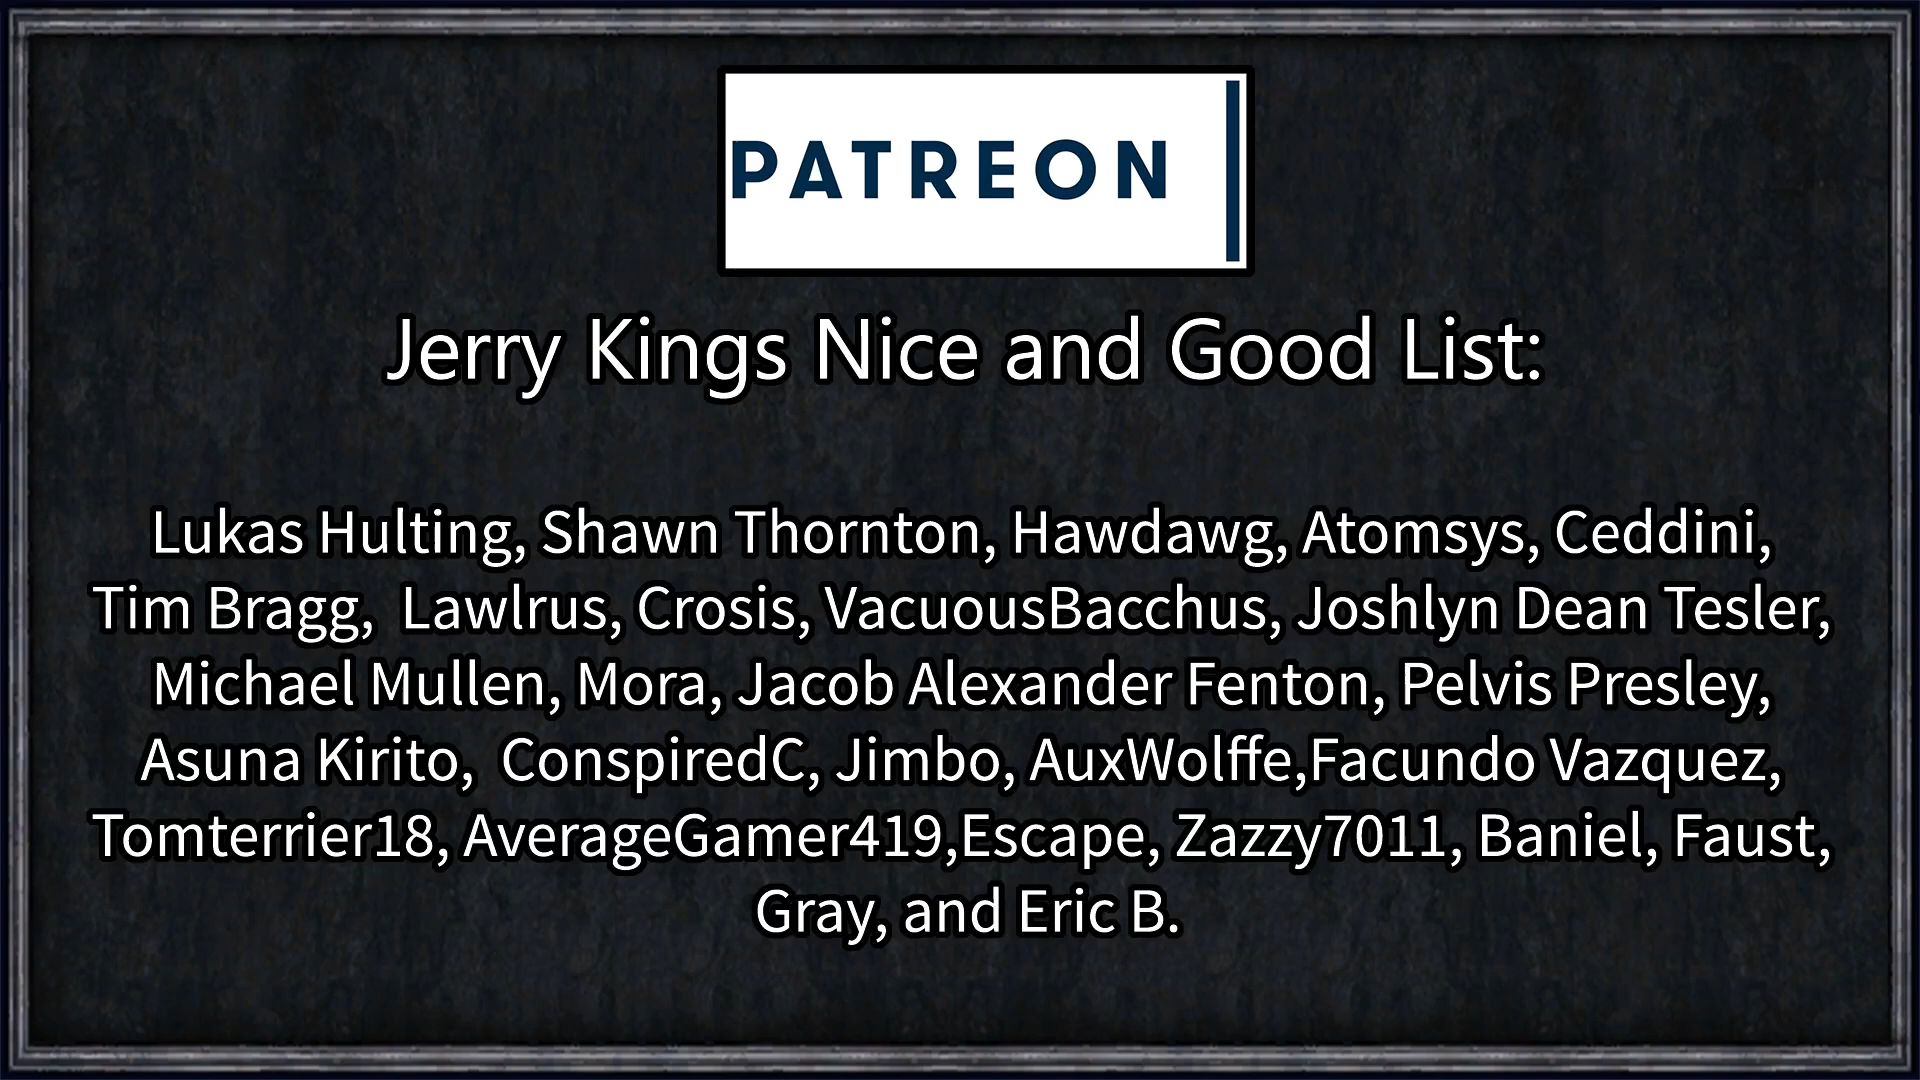 PATREON
Jerry Kings Nice and Good List:
Lukas Hulting, Shawn Thornton, Hawdawg, Atomsys, Ceddini,
Tim Bragg,  Lawlrus, Crosis, VacuousBacchus, Joshlyn Dean Tesler,
Michael Mullen, Mora, Jacob Alexander Fenton, Pelvis Presley,
Asuna Kirito,  ConspiredC, Jimbo, AuxWolffe,Facundo Vazquez,
Tomterrier18, AverageGamer419,Escape, Zazzy7011, Baniel, Faust,
Gray, and Eric B.